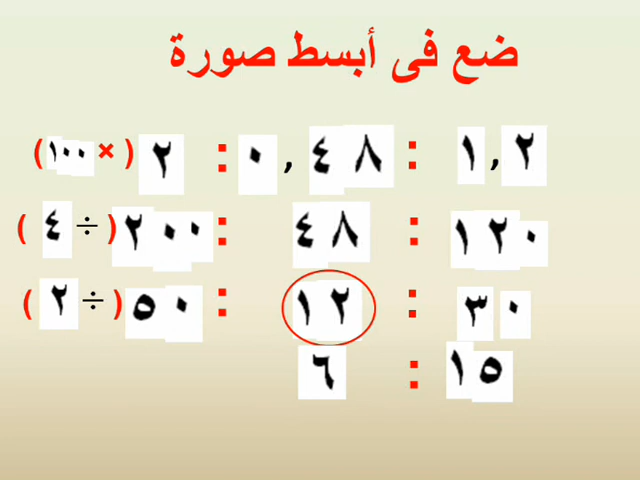 ضع فى أبسط صورة
١,٢ : ٠,٤٨ : ٢ ( × ١٠٠ )
١٢٠ : ٤٨ : ٢٠٠ ( ÷ ٤ )
٣٠ : ١٢ : ٥٠ ( ÷ ٢ )
١٥ : ٦